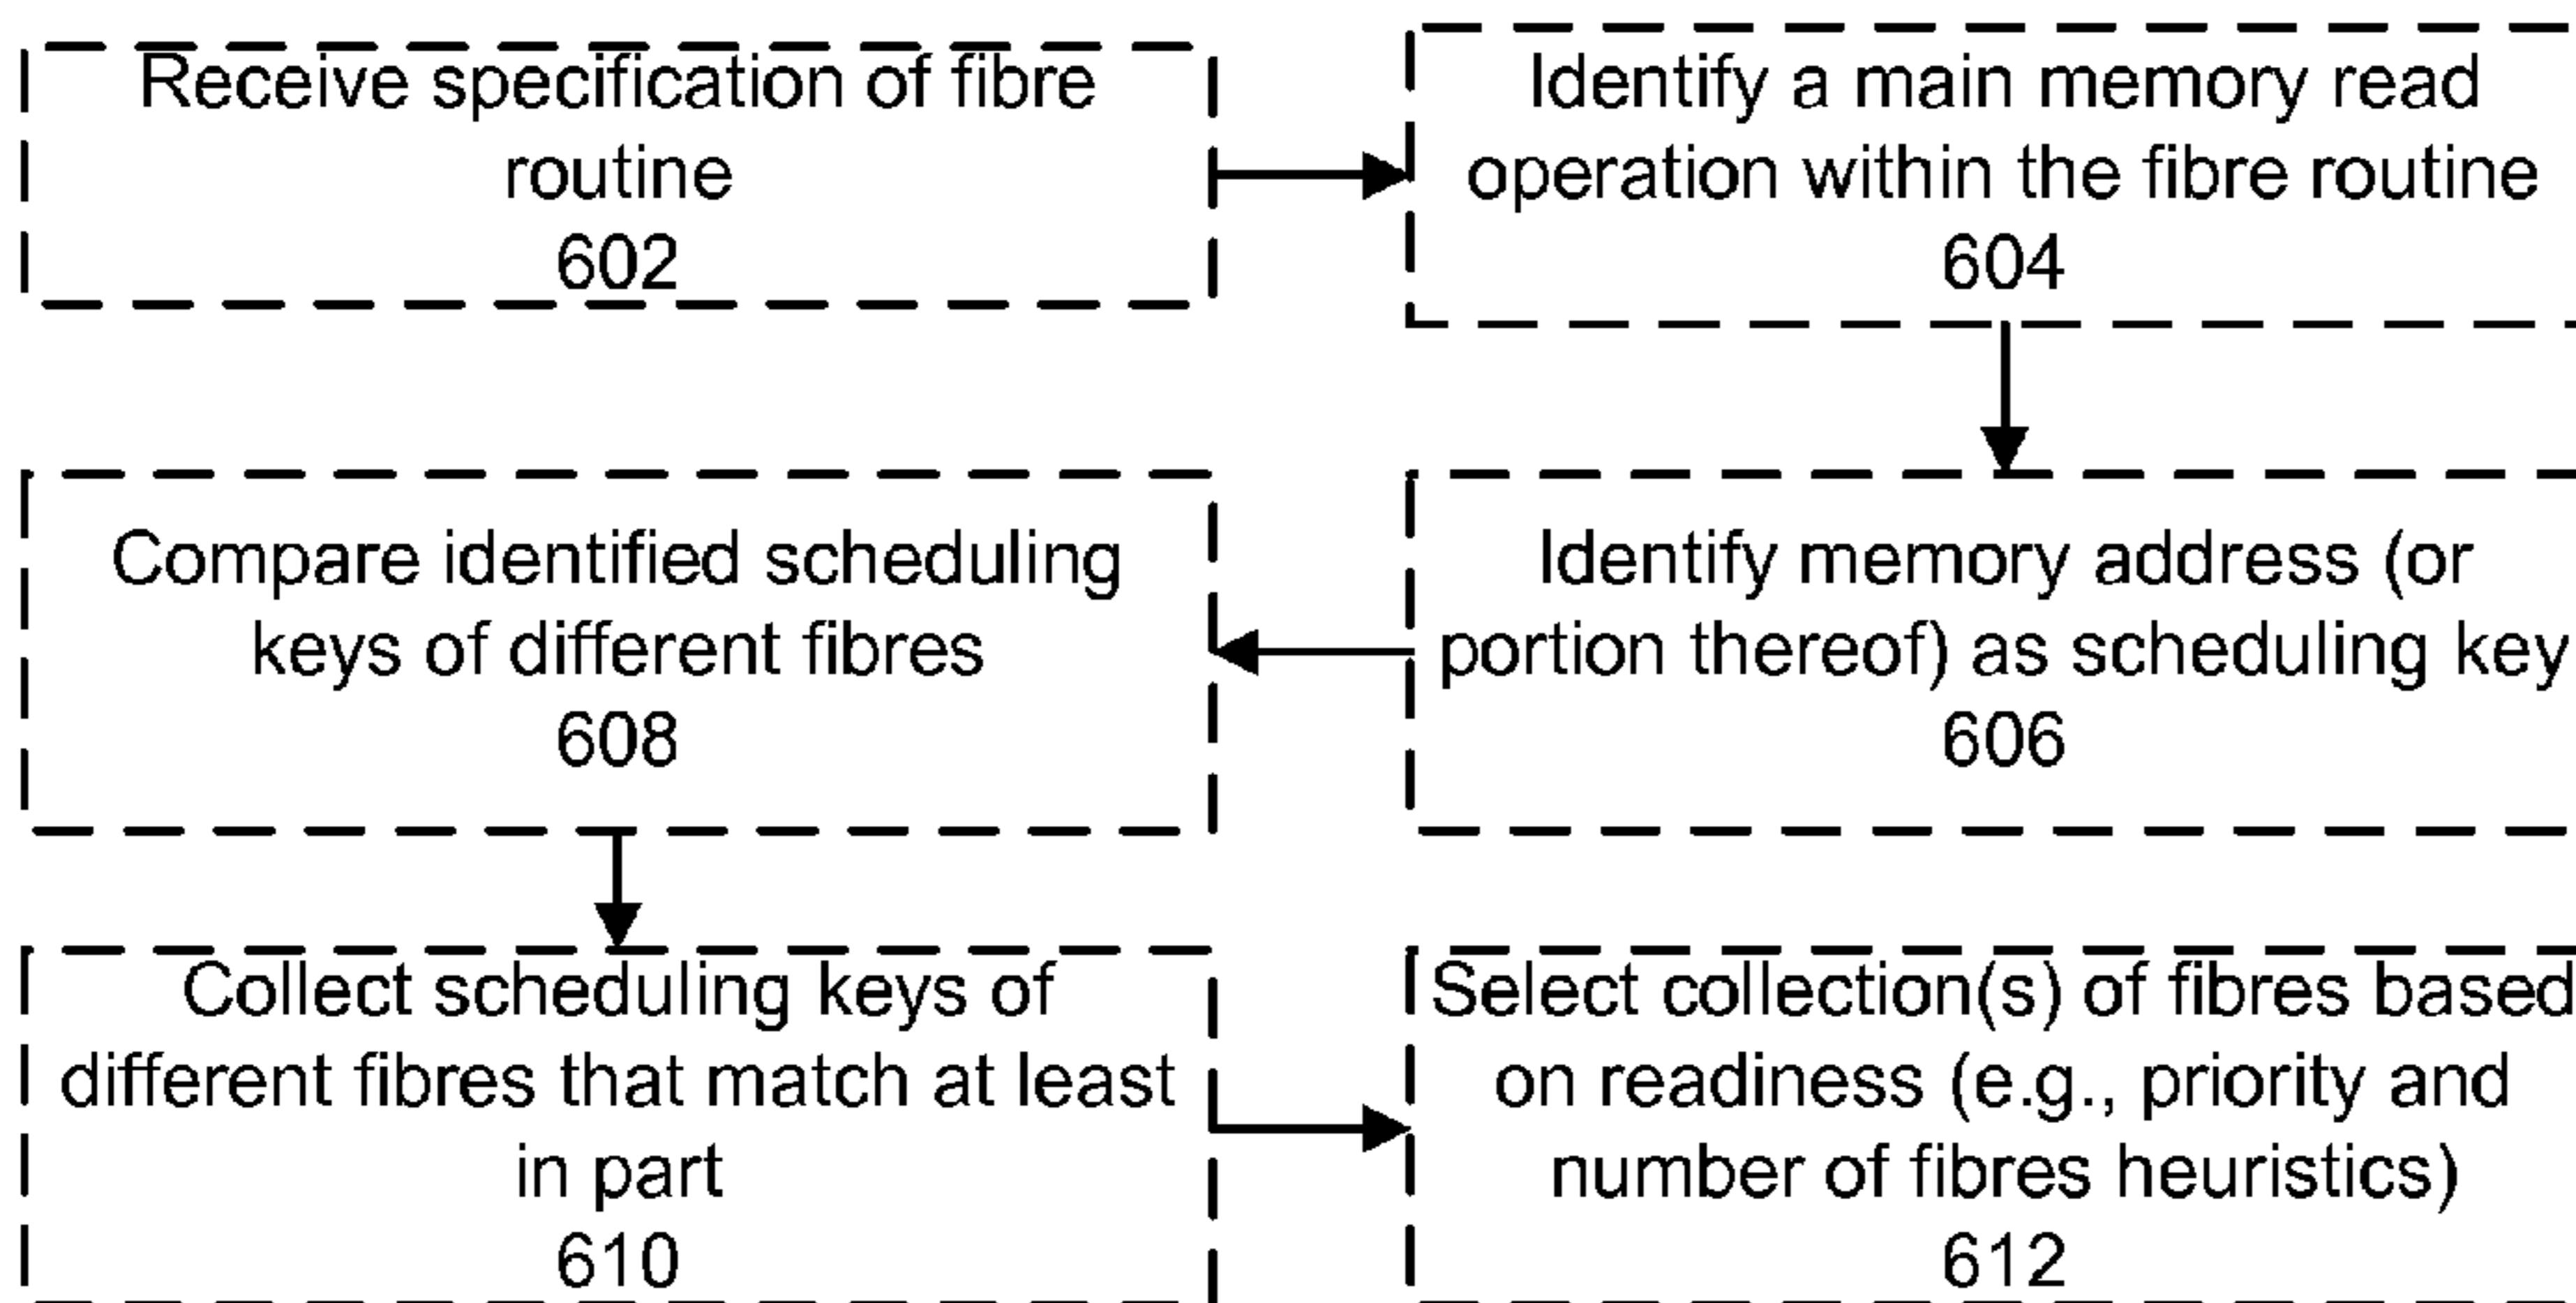 Receive specification of fibre
routine
602
Identify a main memory read
operation within the fibre routine
604
Identify memory address (or
portion thereof) as scheduling key
606
Compare identified scheduling
keys of different fibres
608
Collect scheduling keys of
different fibres that match at least
in part
610
Select collection(s) of fibres based
on readiness (e.g., priority and
number of fibres heuristics)
612